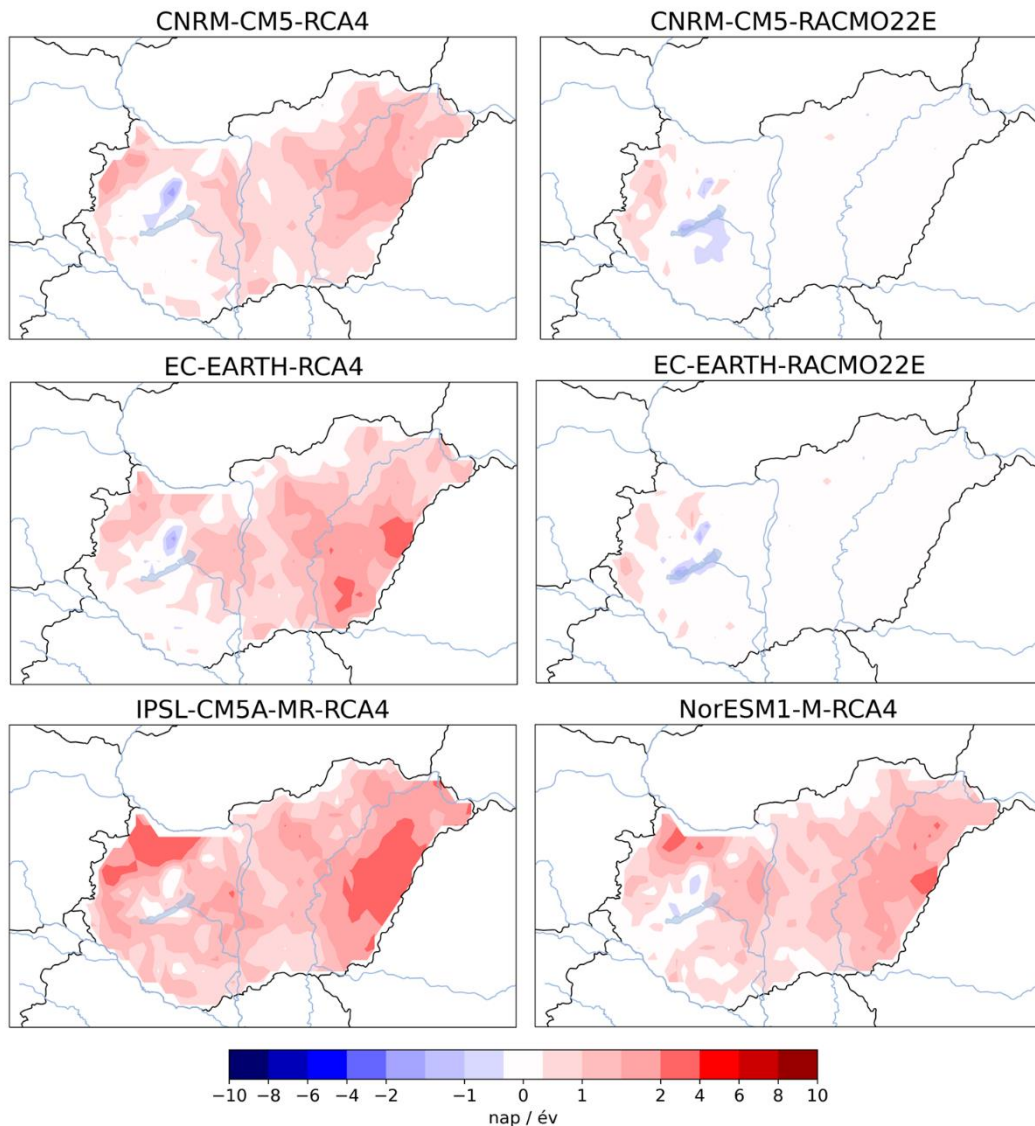 CNRM-CM5-RCA4
CNRM-CM5-RACMO22E
EC-EARTH-RCA4
EC-EARTH-RACMO22E
IPSL-CM5A-MR-RCA4
NorESM1-M-RCA4
−10 −8 −6 −4 −2 −1 0 1 2 4 6 8 10
nap / év